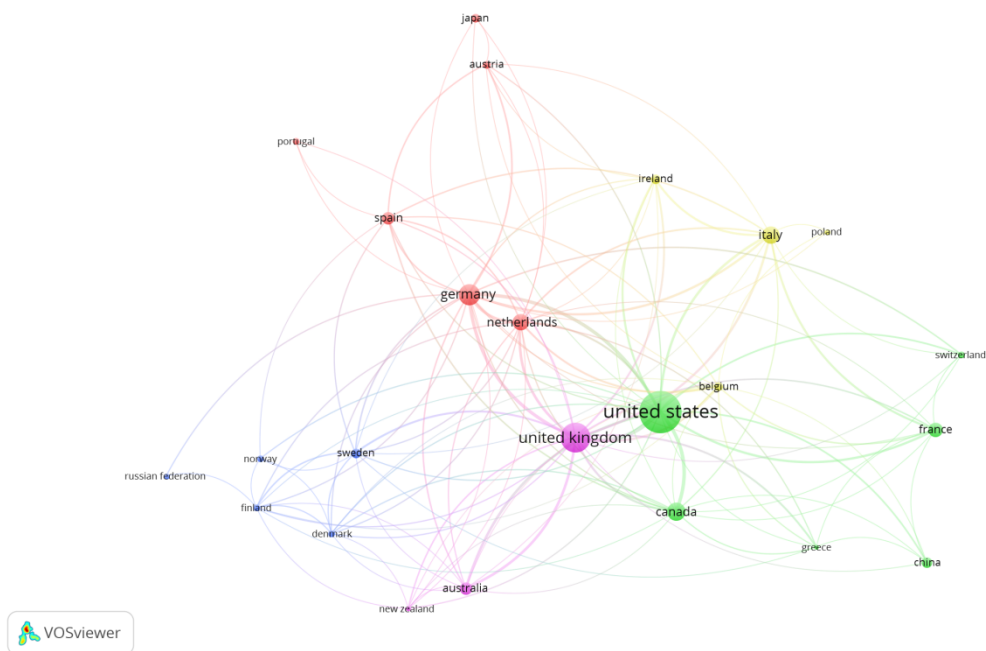 japan
austria
portugal
ireland
spain
poland
italy
germany
netherlands
switzerland
belgium
united states
france
united kingdom
sweden
norway
russian federation
finland
canada
denmark
greece
china
australia
new zealand
VOSviewer